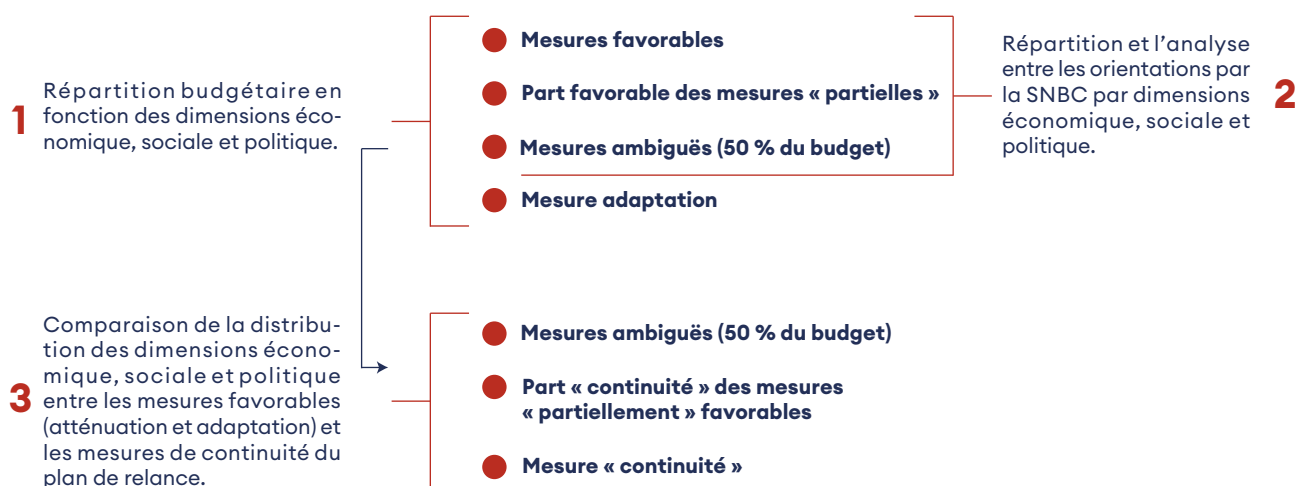 1
Répartition budgétaire en
fonction des dimensions éco-
nomique, sociale et politique.
Mesures favorables
Part favorable des mesures « partielles »
Mesures ambiguës (50 % du budget)
Mesure adaptation
Répartition et l’analyse
entre les orientations par
la SNBC par dimensions
économique, sociale et
politique.
2
3
Comparaison de la distribu-
tion des dimensions écono-
mique, sociale et politique
entre les mesures favorables
(atténuation et adaptation) et
les mesures de continuité du
plan de relance.
Mesures ambiguës (50 % du budget)
Part « continuité » des mesures
« partiellement » favorables
Mesure « continuité »